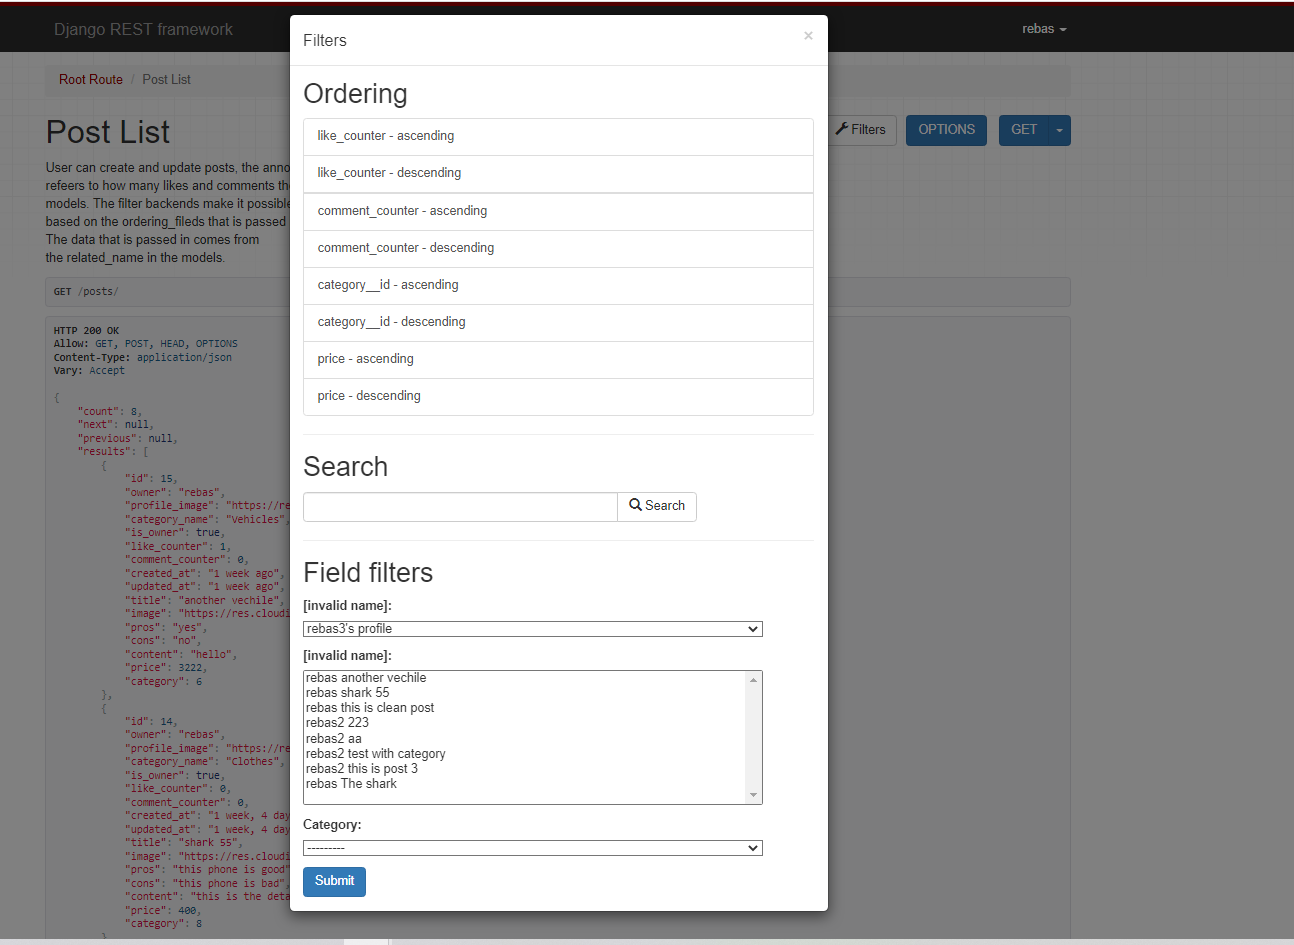 Django REST framework
rebas
Root Route / Post List
Post List
Filters
OPTIONS
GET
User can create and update posts, the anno
refeers to how many likes and comments th
models. The filter backends make it possible
based on the ordering_fileds that is passed
The data that is passed in comes from
the related_name in the models.
GET /posts/
HTTP 200 OK
Allow: GET, POST, HEAD, OPTIONS
Content-Type: application/json
Vary: Accept
{
"count": 8,
"next": null,
"previous": null,
"results": [
{
"id": 15,
"owner": "rebas",
"profile_image": "https://re
"category_name": "Vehicles",
"is_owner": true,
"like_counter": 1,
"comment_counter": 0,
"created_at": "1 week ago",
"updated_at": "1 week ago",
"title": "another vechile",
"image": "https://res.cloudi
"pros": "yes",
"cons": "no",
"content": "hello",
"price": 3222,
"category": 6
},
{
"id": 14,
"owner": "rebas",
"profile_image": "https://re
"category_name": "Clothes",
"is_owner": true,
"like_counter": 0,
"comment_counter": 0,
"created_at": "1 week, 4 day
"updated_at": "1 week, 4 day
"title": "shark 55",
"image": "https://res.cloudi
"pros": "this phone is good"
"cons": "this phone is bad",
"content": "this is the deta
"price": 400,
"category": 8
}
Filters
×
Ordering
like_counter - ascending
like_counter - descending
comment_counter - ascending
comment_counter - descending
category__id - ascending
category__id - descending
price - ascending
price - descending
Search
Search
Field filters
[invalid name]:
rebas3's profile
[invalid name]:
rebas another vechile
rebas shark 55
rebas this is clean post
rebas2 223
rebas2 aa
rebas2 test with category
rebas2 this is post 3
rebas The shark
Category:
---------
Submit